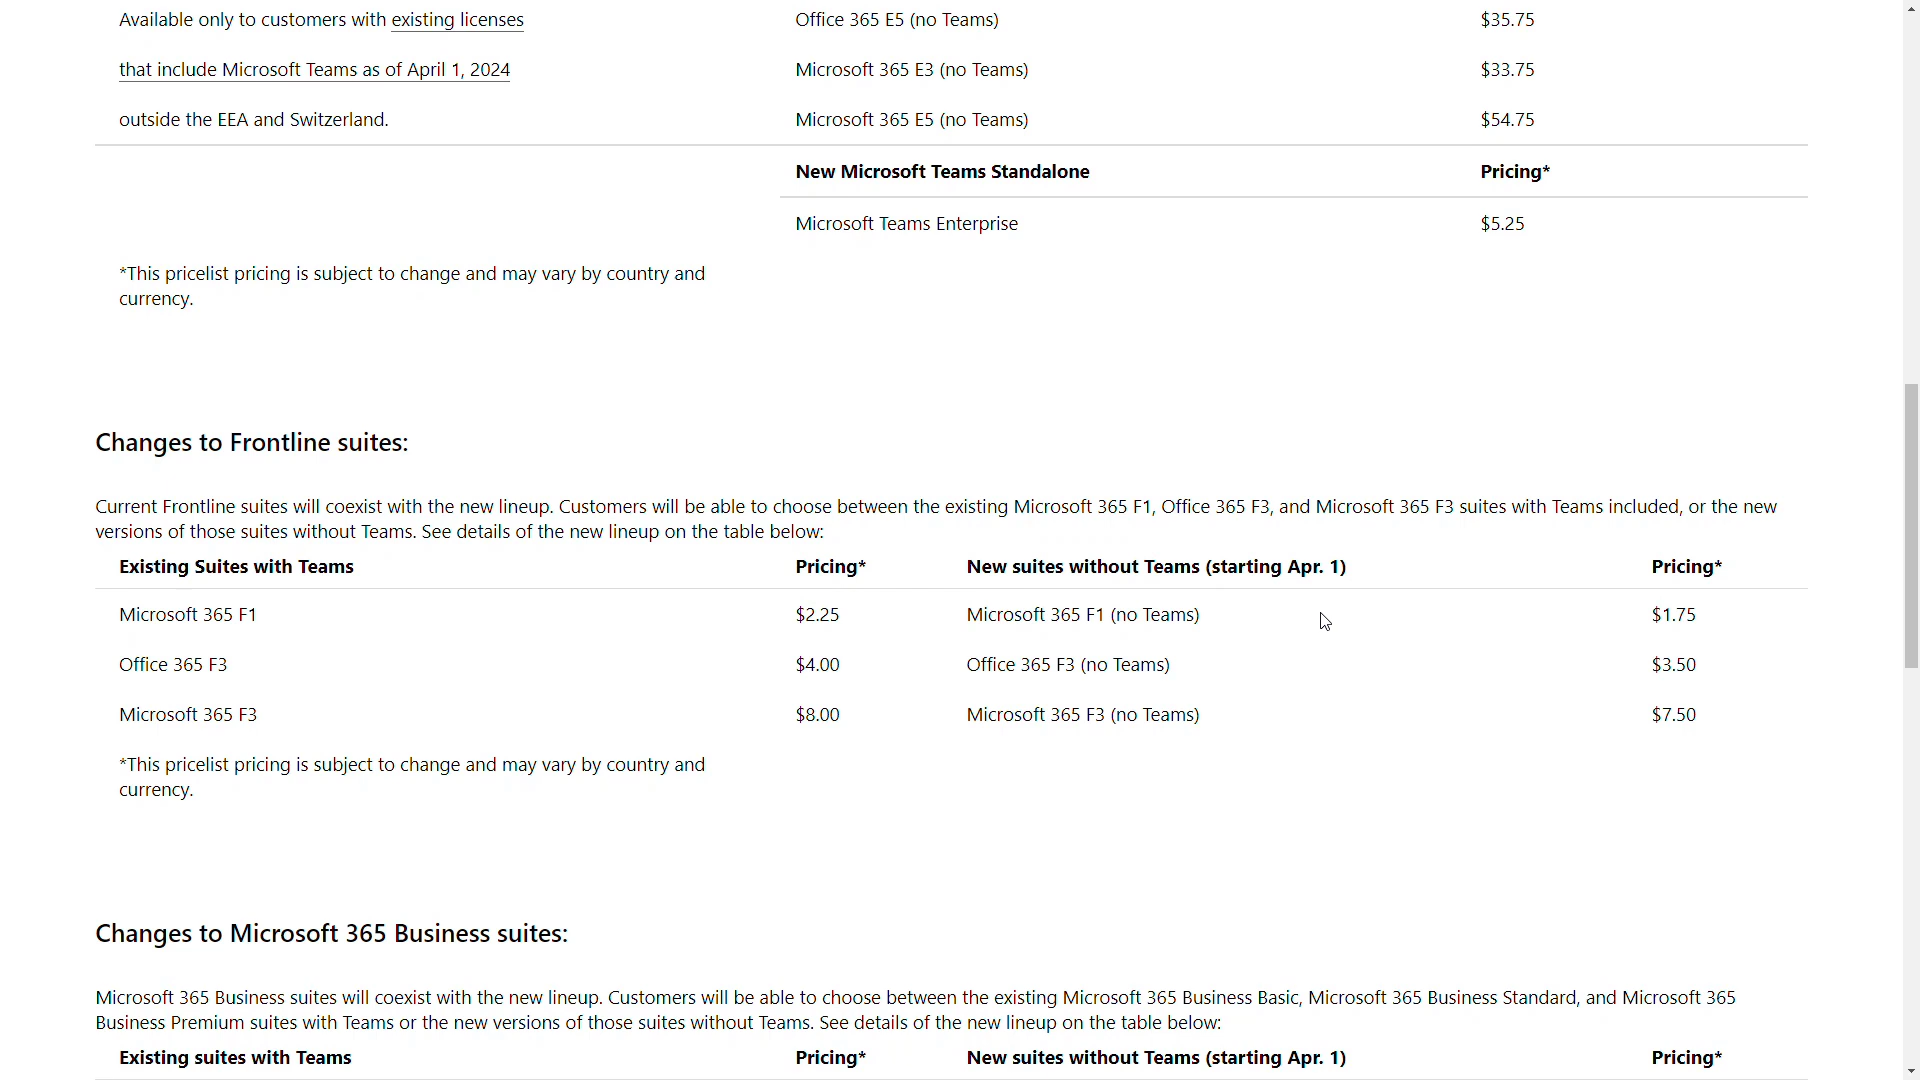 Available only to customers with existing licenses
Office 365 E5 (no Teams)
$35.75
that include Microsoft Teams as of April 1, 2024
Microsoft 365 E3 (no Teams)
$33.75
outside the EEA and Switzerland.
Microsoft 365 E5 (no Teams)
$54.75
New Microsoft Teams Standalone
Pricing*
Microsoft Teams Enterprise
$5.25
*This pricelist pricing is subject to change and may vary by country and
currency.
Changes to Frontline suites:
Current Frontline suites will coexist with the new lineup. Customers will be able to choose between the existing Microsoft 365 F1, Office 365 F3, and Microsoft 365 F3 suites with Teams included, or the new
versions of those suites without Teams. See details of the new lineup on the table below:
Existing Suites with Teams
Pricing*
New suites without Teams (starting Apr. 1)
Pricing*
Microsoft 365 F1
$2.25
Microsoft 365 F1 (no Teams)
$1.75
Office 365 F3
$4.00
Office 365 F3 (no Teams)
$3.50
Microsoft 365 F3
$8.00
Microsoft 365 F3 (no Teams)
$7.50
*This pricelist pricing is subject to change and may vary by country and
currency.
Changes to Microsoft 365 Business suites:
Microsoft 365 Business suites will coexist with the new lineup. Customers will be able to choose between the existing Microsoft 365 Business Basic, Microsoft 365 Business Standard, and Microsoft 365
Business Premium suites with Teams or the new versions of those suites without Teams. See details of the new lineup on the table below:
Existing suites with Teams
Pricing*
New suites without Teams (starting Apr. 1)
Pricing*